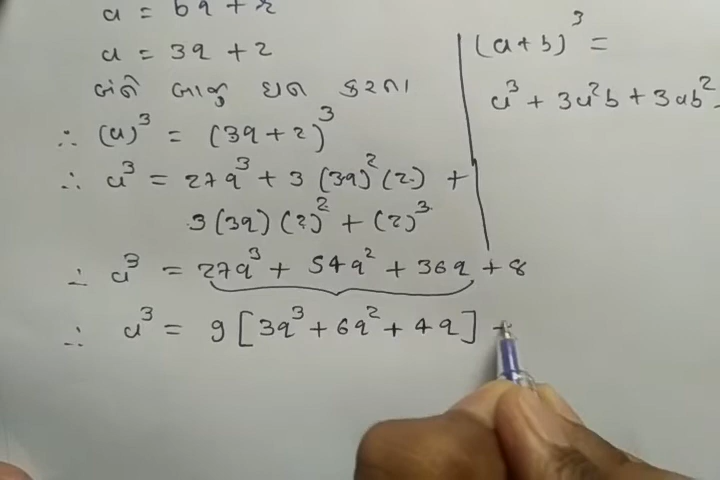 a = bq + r
a = 3q + 2
બંને બાજુ ઘન કરતા
∴ (a)³ = (3q + 2)³
∴ a³ = 27q³ + 3 (3q)² (2) +
3 (3q) (2)² + (2)³
∴ a³ = 27q³ + 54q² + 36q + 8
∴ a³ = 9 [3q³ + 6q² + 4q] +
(a + b)³ =
a³ + 3a²b + 3ab²